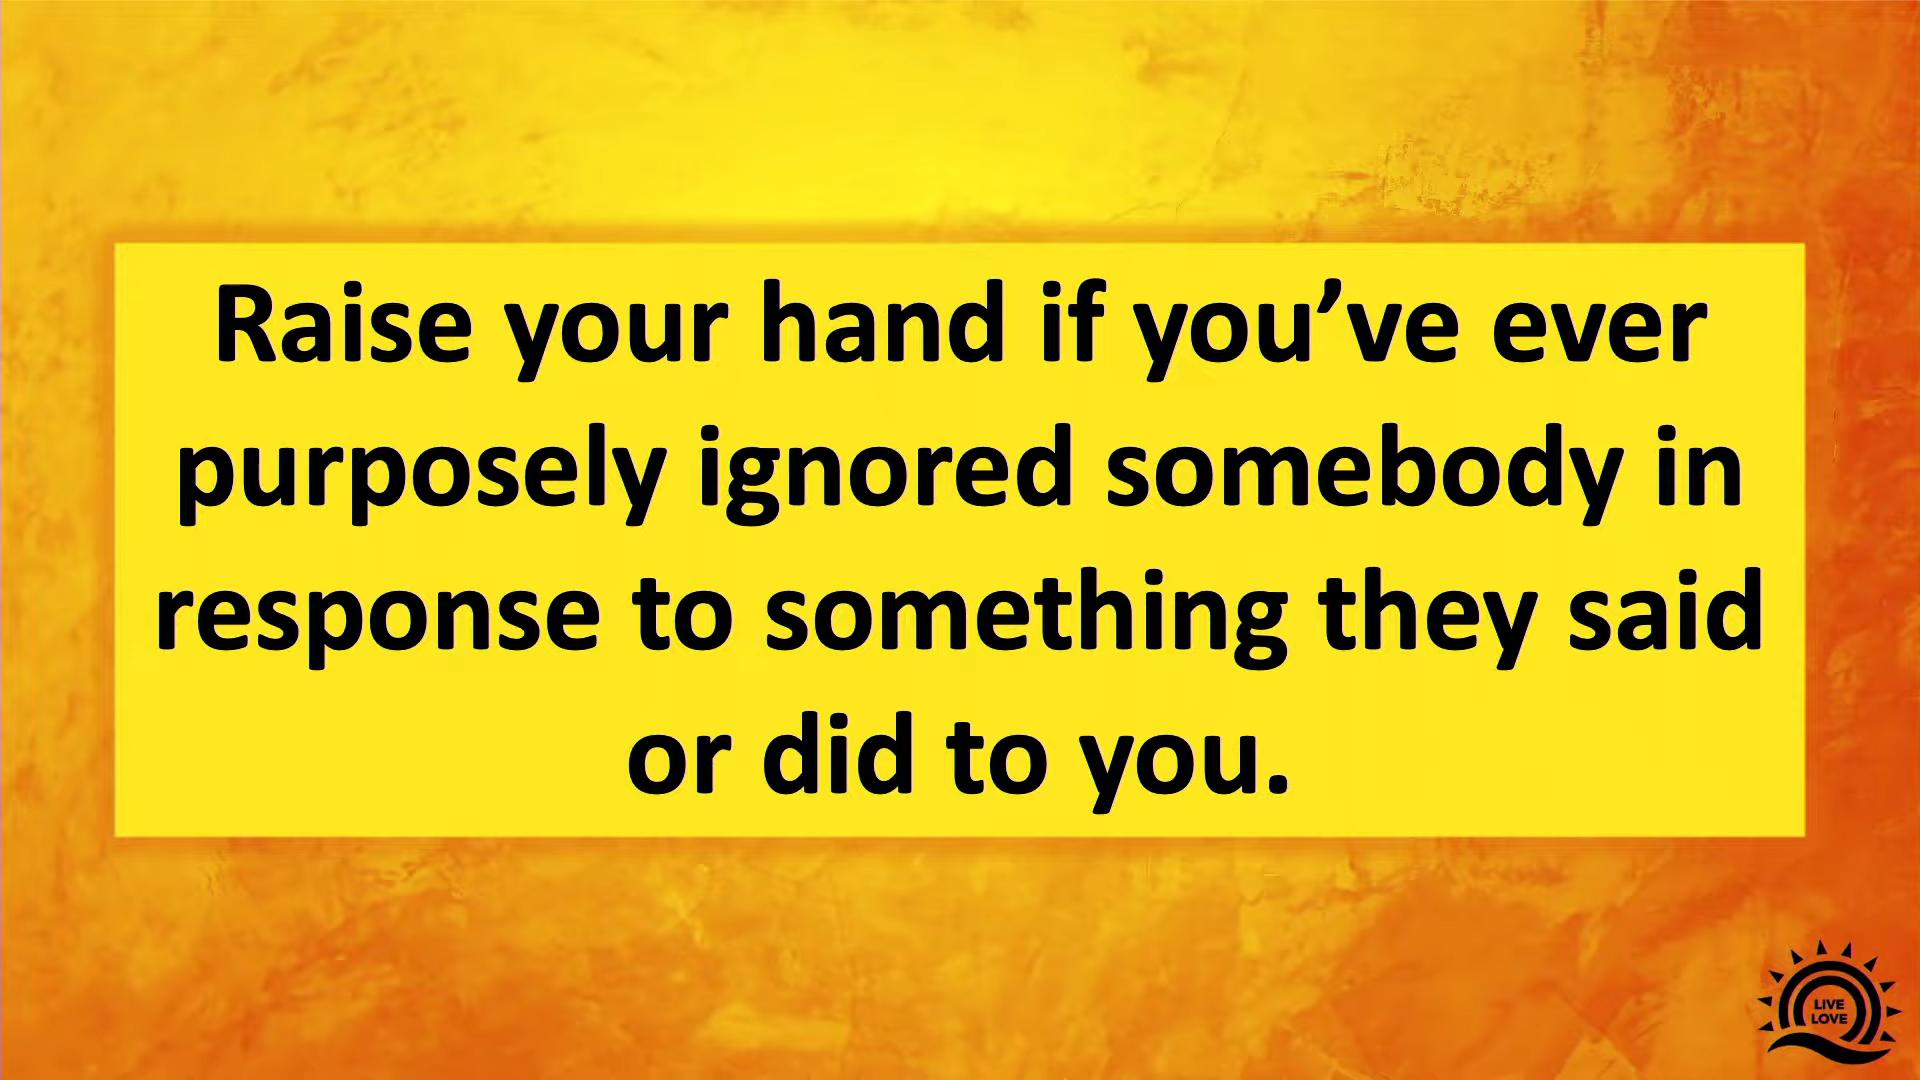 Raise your hand if you’ve ever
purposely ignored somebody in
response to something they said
or did to you.
LIVE
LOVE